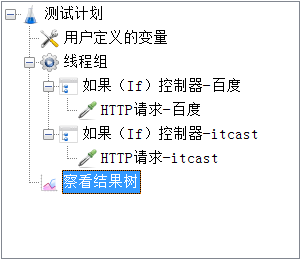 测试计划
用户定义的变量
线程组
如果（If）控制器-百度
HTTP请求-百度
如果（If）控制器-itcast
HTTP请求-itcast
察看结果树